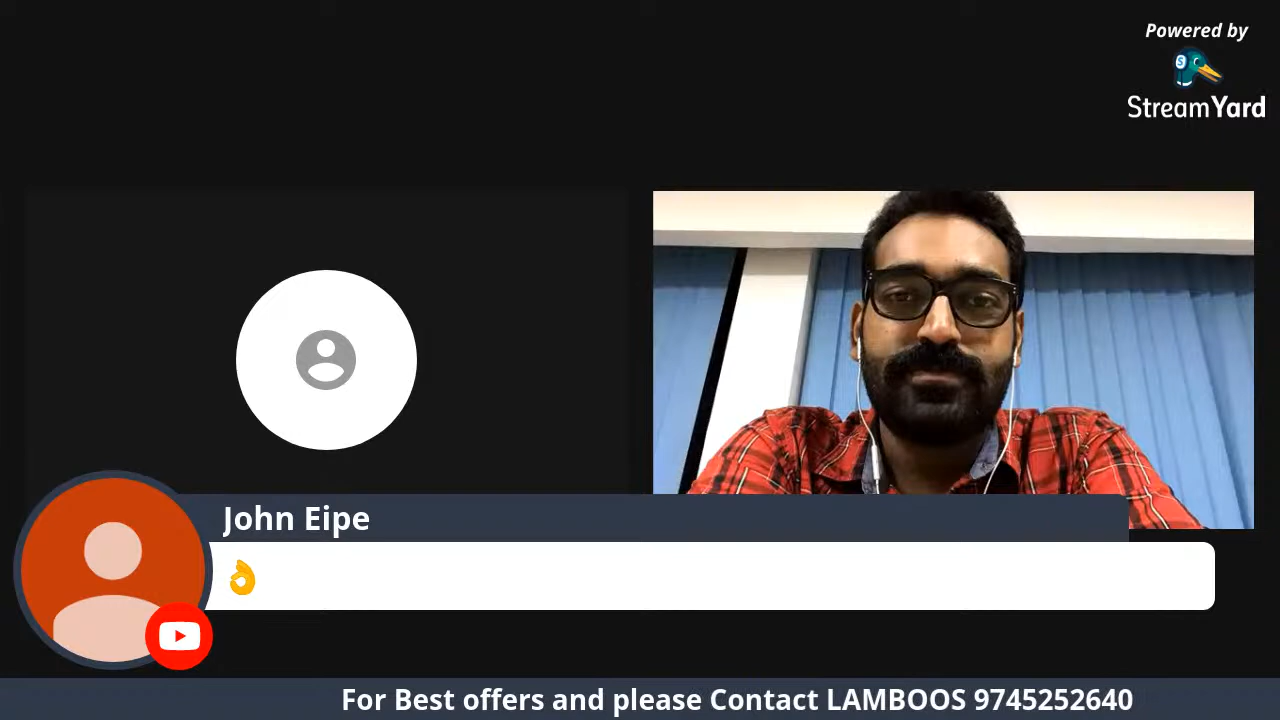 Powered by
StreamYard
John Eipe
👌
For Best offers and please Contact LAMBOOS 9745252640